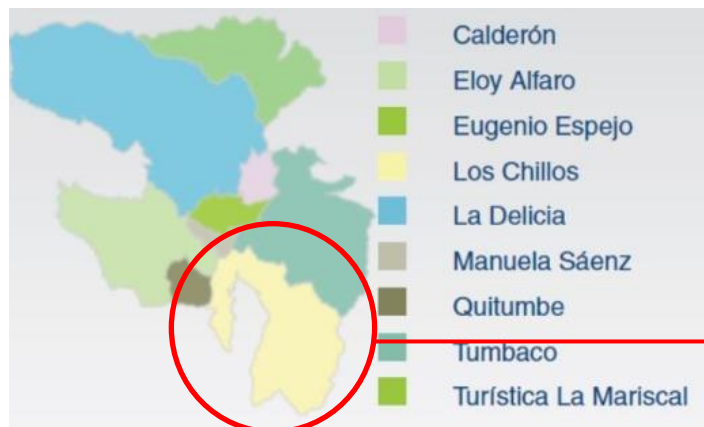 Calderón
Eloy Alfaro
Eugenio Espejo
Los Chillos
La Delicia
Manuela Sáenz
Quitumbe
Tumbaco
Turística La Mariscal